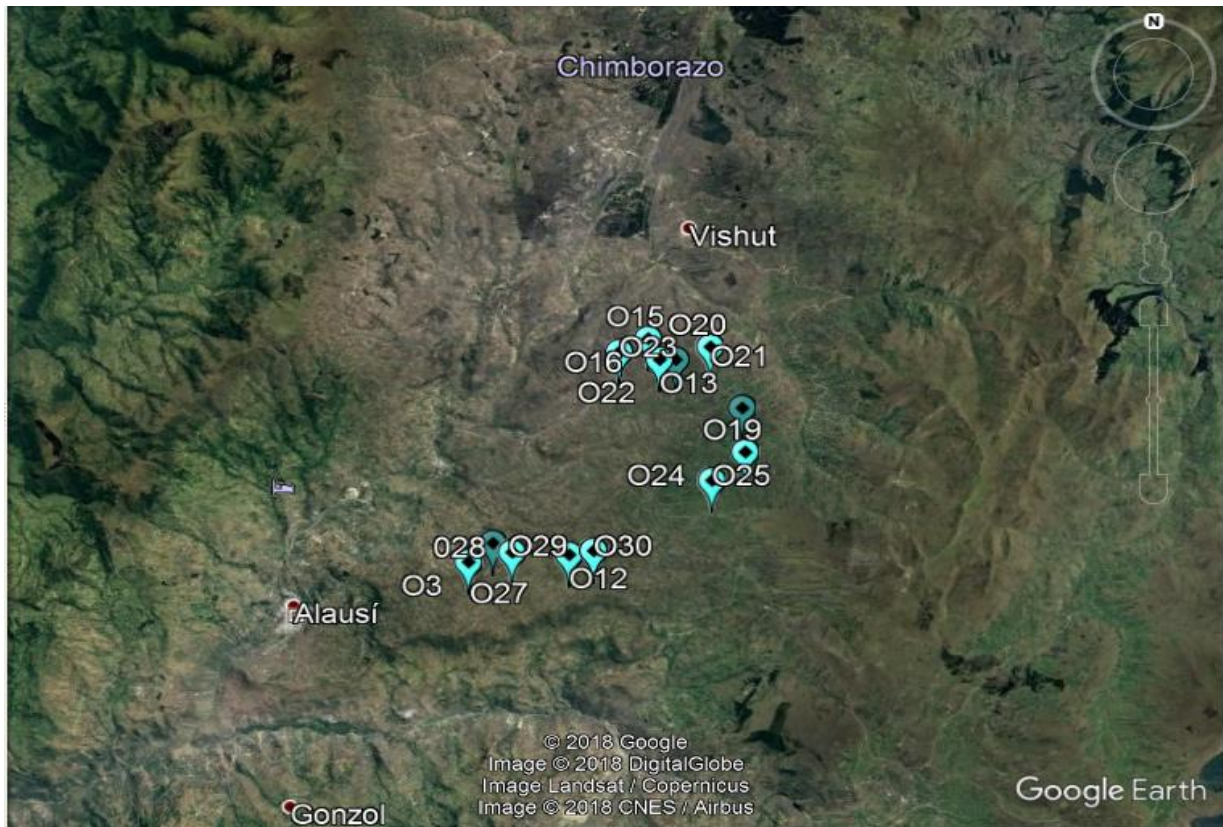 N
Chimborazo
Vishut
O15 O20
O16 O23 O21
O22 O13
O19
O24 O25
028 O29 O30
O3 O27 O12
Alausí
Gonzol
© 2018 Google
Image © 2018 DigitalGlobe
Image Landsat / Copernicus
Image © 2018 CNES / Airbus
Google Earth